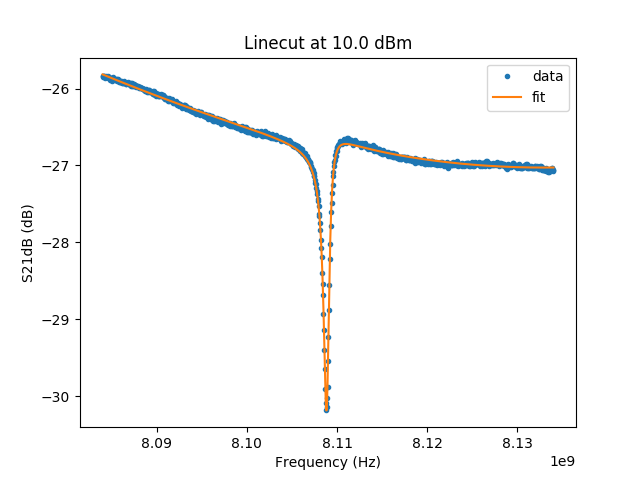 Linecut at 10.0 dBm
data
fit
−26
−27
−28
−29
−30
S21dB (dB)
8.09 8.10 8.11 8.12 8.13
1e9
Frequency (Hz)